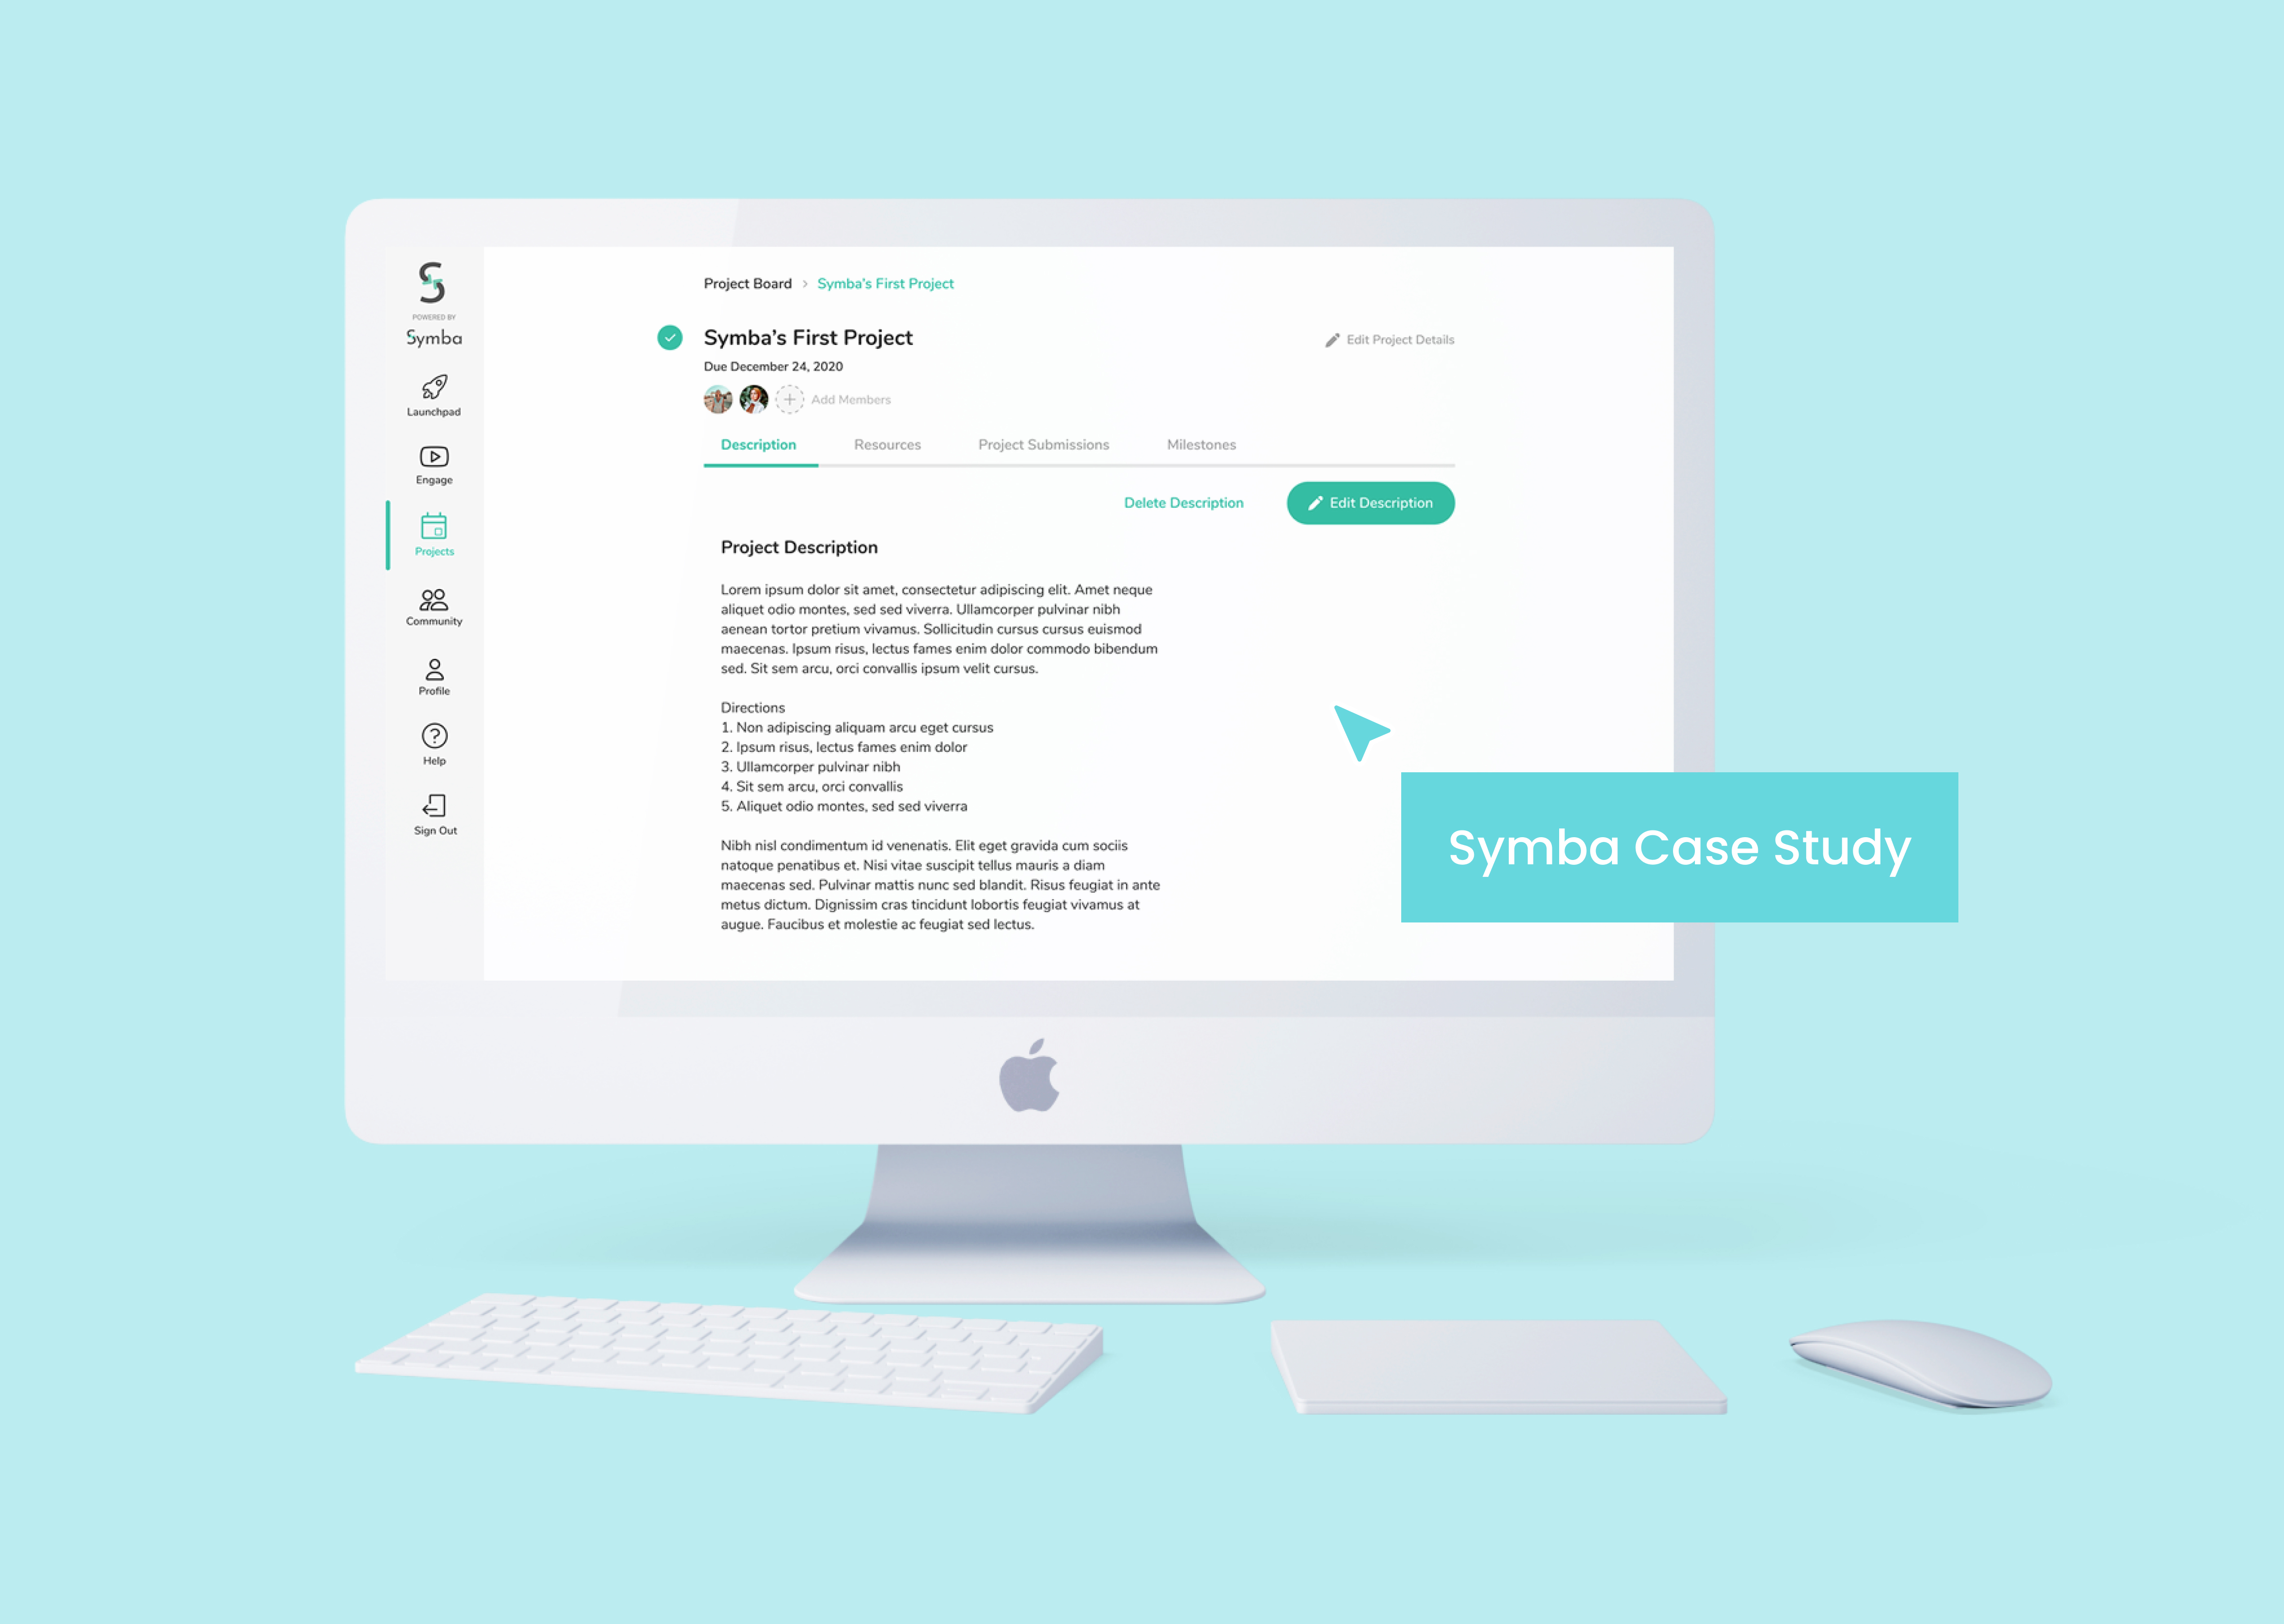 POWERED BY
Symba
Launchpad
Engage
Projects
Community
Profile
Help
Sign Out
Project Board > Symba's First Project
Symba's First Project
Edit Project Details
Due December 24, 2020
Add Members
Description Resources Project Submissions Milestones
Delete Description Edit Description
Project Description
Lorem ipsum dolor sit amet, consectetur adipiscing elit. Amet neque
aliquet odio montes, sed sed viverra. Ullamcorper pulvinar nibh
aenean tortor pretium vivamus. Sollicitudin cursus cursus euismod
maecenas. Ipsum risus, lectus fames enim dolor commodo bibendum
sed. Sit sem arcu, orci convallis ipsum velit cursus.
Directions
1. Non adipiscing aliquam arcu eget cursus
2. Ipsum risus, lectus fames enim dolor
3. Ullamcorper pulvinar nibh
4. Sit sem arcu, orci convallis
5. Aliquet odio montes, sed sed viverra
Nibh nisl condimentum id venenatis. Elit eget gravida cum sociis
natoque penatibus et. Nisi vitae suscipit tellus mauris a diam
maecenas sed. Pulvinar mattis nunc sed blandit. Risus feugiat in ante
metus dictum. Dignissim cras tincidunt lobortis feugiat vivamus at
augue. Faucibus et molestie ac feugiat sed lectus.
Symba Case Study